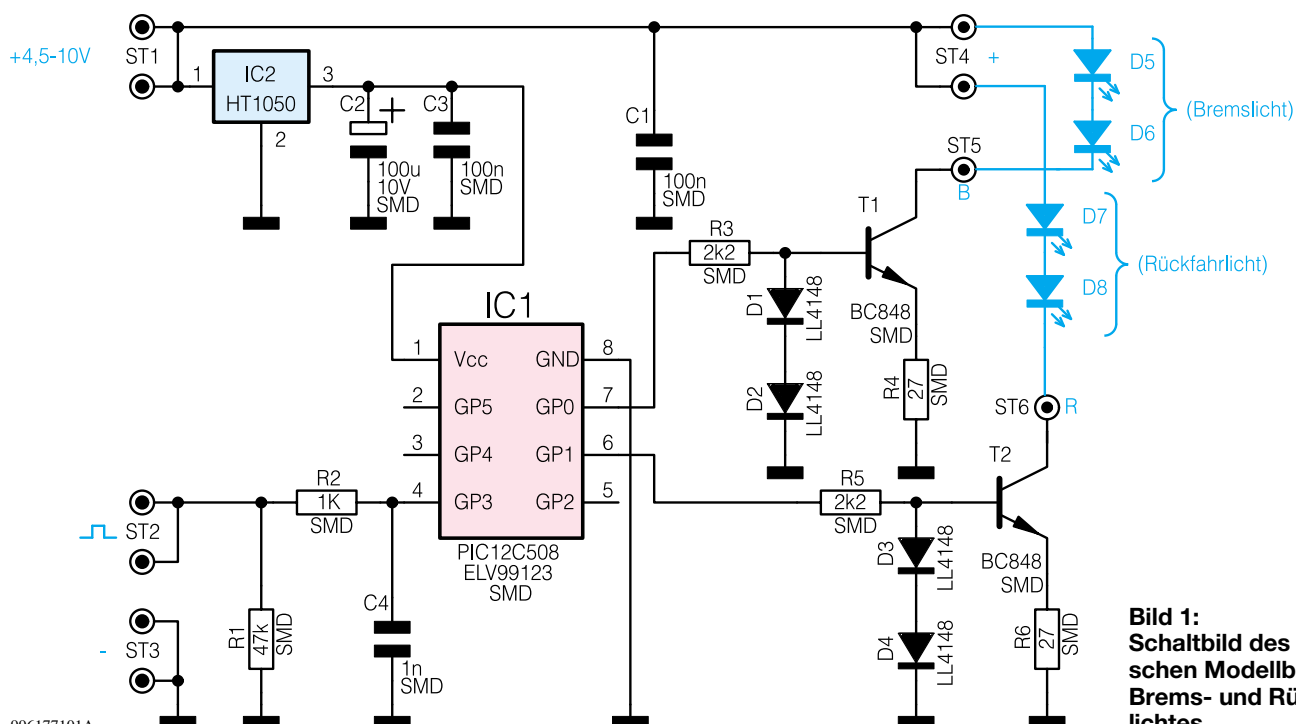 +4,5-10V
ST1
1
IC2
HT1050
3
2
C2
+
100u
10V
SMD
C3
100n
SMD
C1
100n
SMD
ST4
+
D5
D6
(Bremslicht)
ST5
B
T1
BC848
SMD
R3
2k2
SMD
D1
LL4148
D2
LL4148
R4
27
SMD
D7
D8
(Rückfahrlicht)
ST6
R
IC1
1
Vcc
GND
8
2
GP5
GP0
7
3
GP4
GP1
6
4
GP3
GP2
5
PIC12C508
ELV99123
SMD
R2
1K
SMD
ST2
-
ST3
R1
47k
SMD
C4
1n
SMD
R5
2k2
SMD
T2
BC848
SMD
D3
LL4148
D4
LL4148
R6
27
SMD
Bild 1:
Schaltbild des
schen Modellb
Brems- und Rü
lichtes